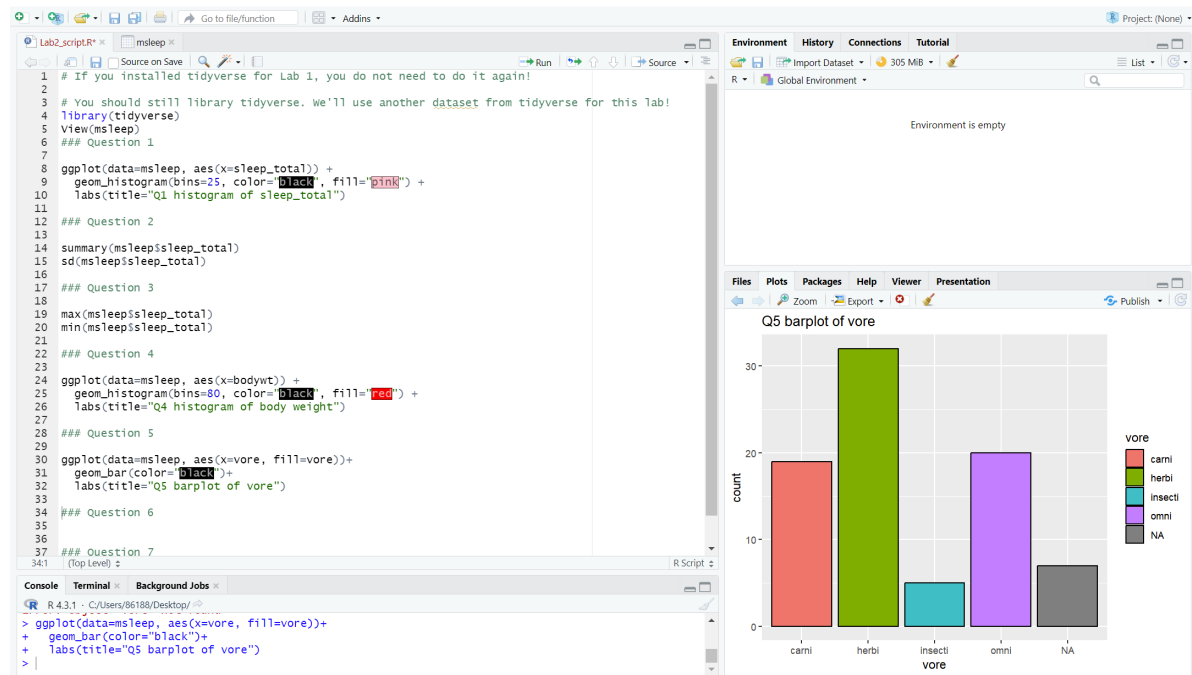 Go to file/function
Addins
Project: (None)
Lab2_script.R*
msleep
Source on Save
Run
Source
1 # If you installed tidyverse for Lab 1, you do not need to do it again!
2
3 # You should still library tidyverse. We'll use another dataset from tidyverse for this lab!
4 library(tidyverse)
5 View(msleep)
6 ### Question 1
7
8 ggplot(data=msleep, aes(x=sleep_total)) +
9 geom_histogram(bins=25, color="black", fill="pink") +
10 labs(title="Q1 histogram of sleep_total")
11
12 ### Question 2
13
14 summary(msleep$sleep_total)
15 sd(msleep$sleep_total)
16
17 ### Question 3
18
19 max(msleep$sleep_total)
20 min(msleep$sleep_total)
21
22 ### Question 4
23
24 ggplot(data=msleep, aes(x=bodywt)) +
25 geom_histogram(bins=80, color="black", fill="red") +
26 labs(title="Q4 histogram of body weight")
27
28 ### Question 5
29
30 ggplot(data=msleep, aes(x=vore, fill=vore))+
31 geom_bar(color="black")+
32 labs(title="Q5 barplot of vore")
33
34 ### Question 6
35
36
37 ### Question 7
34:1 (Top Level) R Script
Console Terminal Background Jobs
R 4.3.1 · C:/Users/86188/Desktop/
> ggplot(data=msleep, aes(x=vore, fill=vore))+
+ geom_bar(color="black")+
+ labs(title="Q5 barplot of vore")
>
Environment History Connections Tutorial
Import Dataset 305 MiB List
R Global Environment
Environment is empty
Files Plots Packages Help Viewer Presentation
Zoom Export Publish
Q5 barplot of vore
30
20
10
0
count
carni herbi insecti omni NA
vore
vore
carni
herbi
insecti
omni
NA